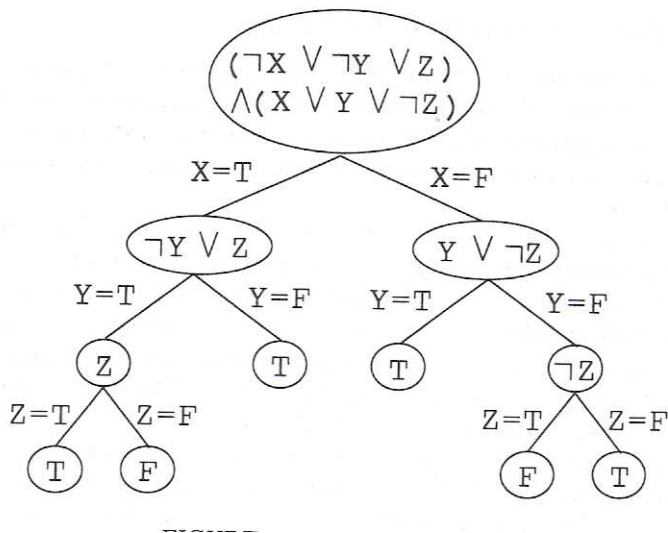 (¬X ∨ ¬Y ∨ Z)
∧(X ∨ Y ∨ ¬Z)
X=T X=F
¬Y ∨ Z Y ∨ ¬Z
Y=T Y=F Y=T Y=F
Z T T ¬Z
Z=T Z=F Z=T Z=F
T F F T